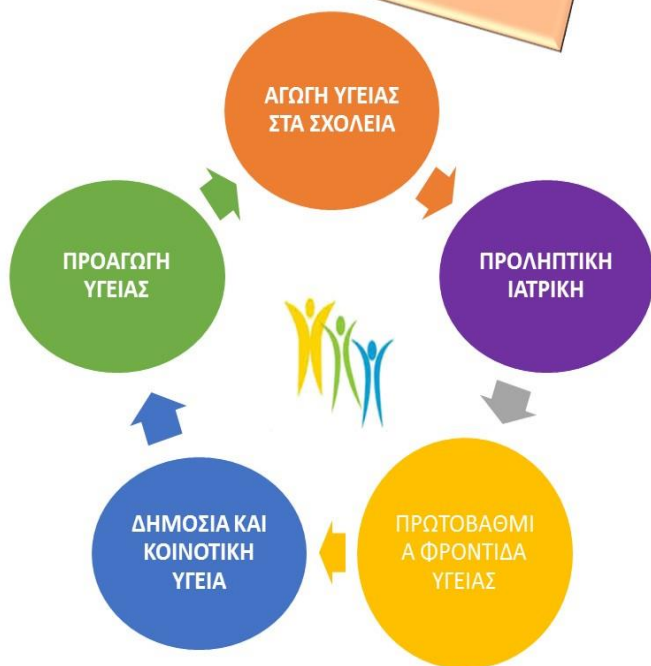 ΑΓΩΓΗ ΥΓΕΙΑΣ
ΣΤΑ ΣΧΟΛΕΙΑ
ΠΡΟΛΗΠΤΙΚΗ
ΙΑΤΡΙΚΗ
ΠΡΩΤΟΒΑΘΜΙ
Α ΦΡΟΝΤΙΔΑ
ΥΓΕΙΑΣ
ΔΗΜΟΣΙΑ ΚΑΙ
ΚΟΙΝΟΤΙΚΗ
ΥΓΕΙΑ
ΠΡΟΑΓΩΓΗ
ΥΓΕΙΑΣ